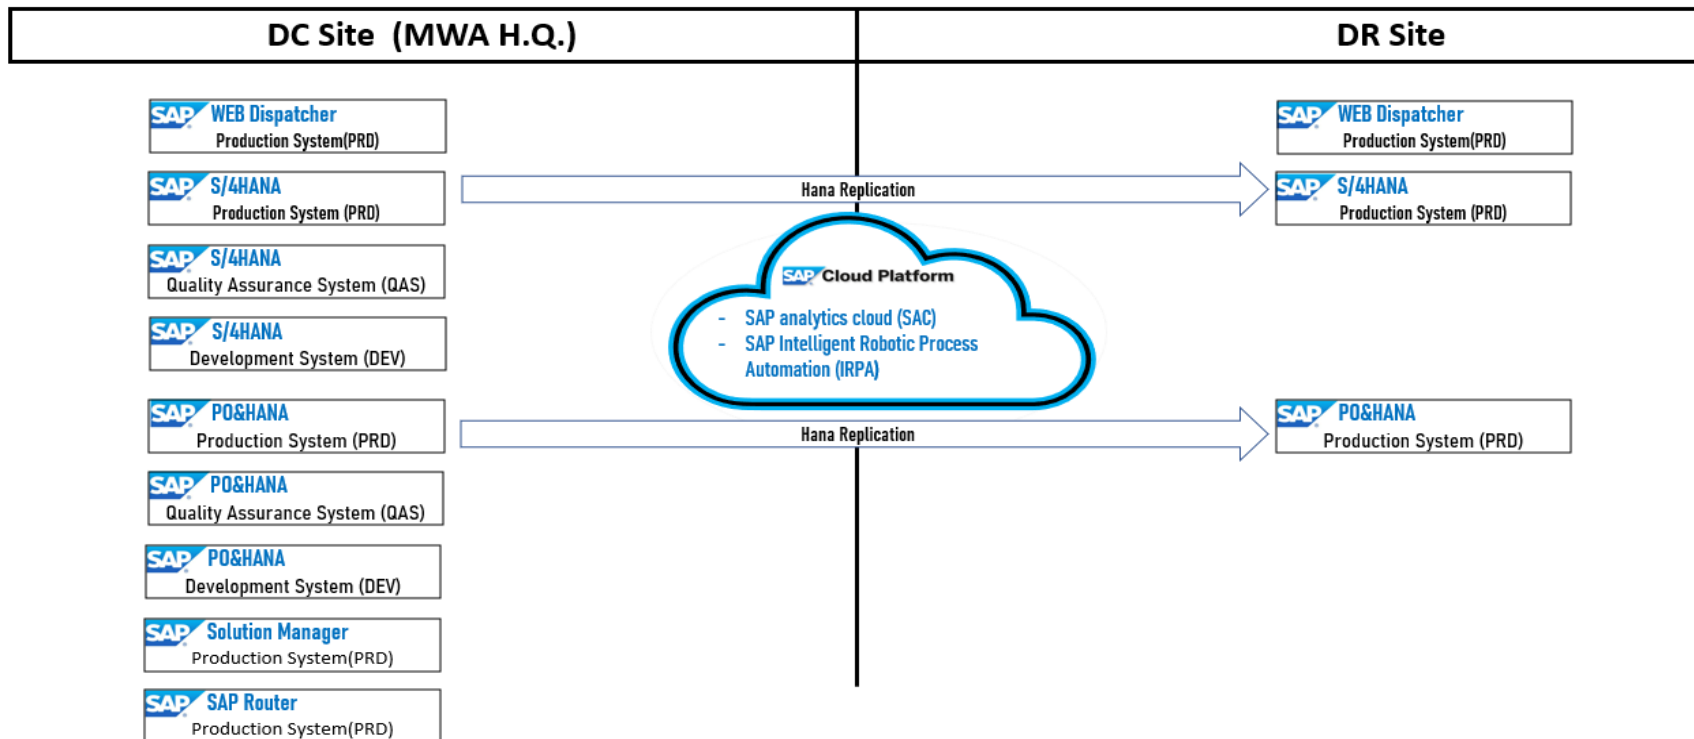 DC Site (MWA H.Q.)
DR Site
SAP WEB Dispatcher
Production System(PRD)
SAP WEB Dispatcher
Production System(PRD)
SAP S/4HANA
Production System (PRD)
Hana Replication
SAP S/4HANA
Production System (PRD)
SAP S/4HANA
Quality Assurance System (QAS)
SAP Cloud Platform
- SAP analytics cloud (SAC)
- SAP Intelligent Robotic Process
Automation (IRPA)
SAP S/4HANA
Development System (DEV)
SAP PO&HANA
Production System (PRD)
Hana Replication
SAP PO&HANA
Production System (PRD)
SAP PO&HANA
Quality Assurance System (QAS)
SAP PO&HANA
Development System (DEV)
SAP Solution Manager
Production System(PRD)
SAP SAP Router
Production System(PRD)